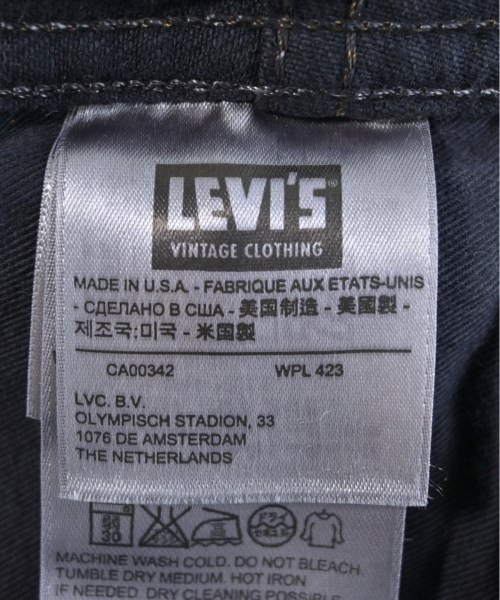 LEVI'S®
VINTAGE CLOTHING
MADE IN U.S.A. - FABRIQUE AUX ETATS-UNIS
- СДЕЛАНО В США - 美国制造 - 美國製 -
제조국:미국 - 米国製
CA00342 WPL 423
LVC. B.V.
OLYMPISCH STADION, 33
1076 DE AMSTERDAM
THE NETHERLANDS
MACHINE WASH COLD. DO NOT BLEACH.
TUMBLE DRY MEDIUM. HOT IRON
IF NEEDED. DRY CLEANING POSSIBLE